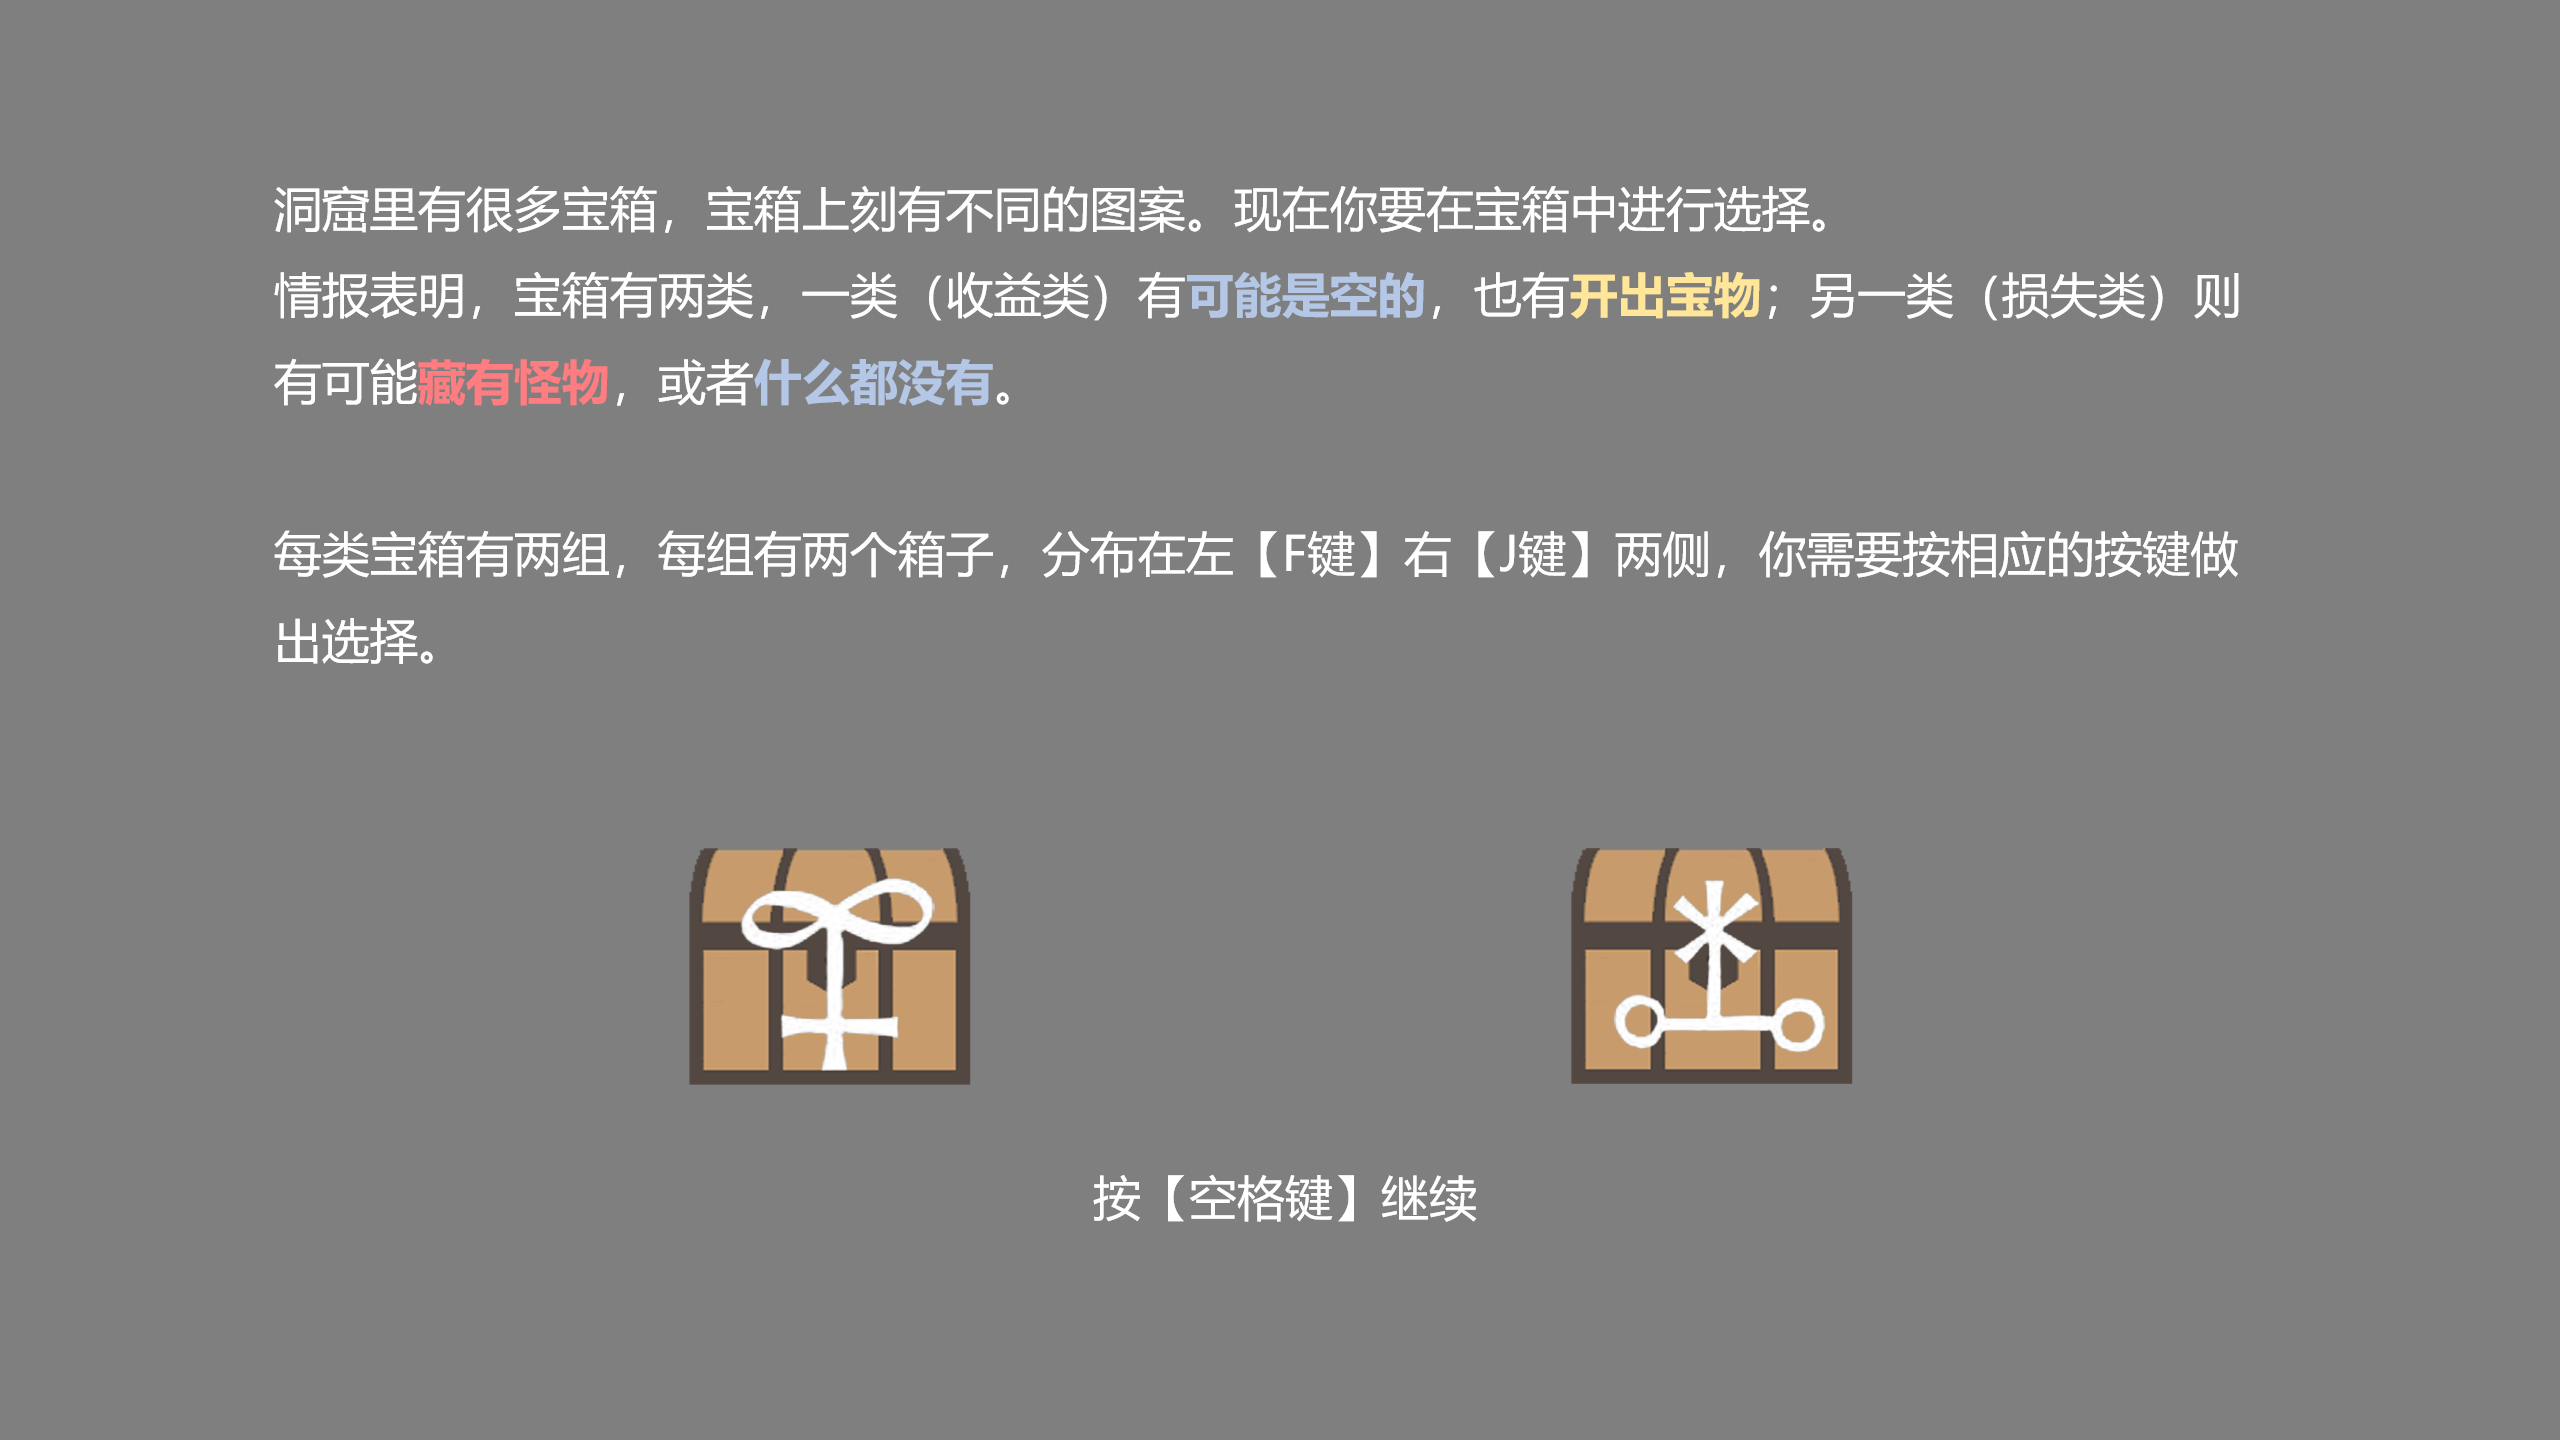 洞窟里有很多宝箱，宝箱上刻有不同的图案。现在你要在宝箱中进行选择。
情报表明，宝箱有两类，一类（收益类）有可能是空的，也有开出宝物；另一类（损失类）则
有可能藏有怪物，或者什么都没有。
每类宝箱有两组，每组有两个箱子，分布在左【F键】右【J键】两侧，你需要按相应的按键做
出选择。
按【空格键】继续